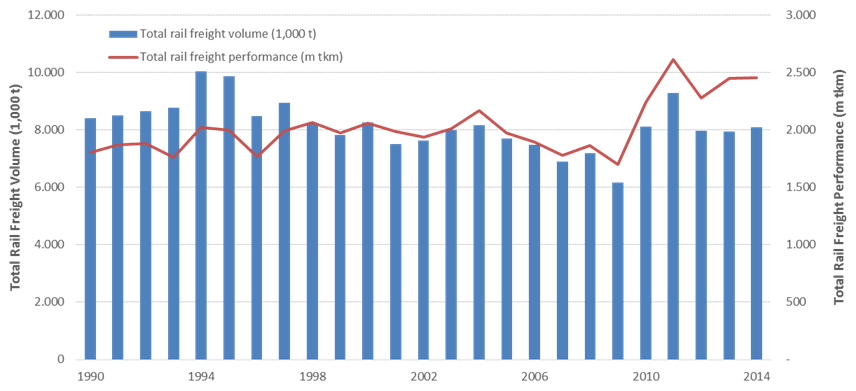 12.000
10.000
8.000
6.000
4.000
2.000
0
Total Rail Freight Volume (1,000 t)
Total rail freight volume (1,000 t)
Total rail freight performance (m tkm)
3.000
2.500
2.000
1.500
1.000
500
-
Total Rail Freight Performance (m tkm)
1990 1994 1998 2002 2006 2010 2014